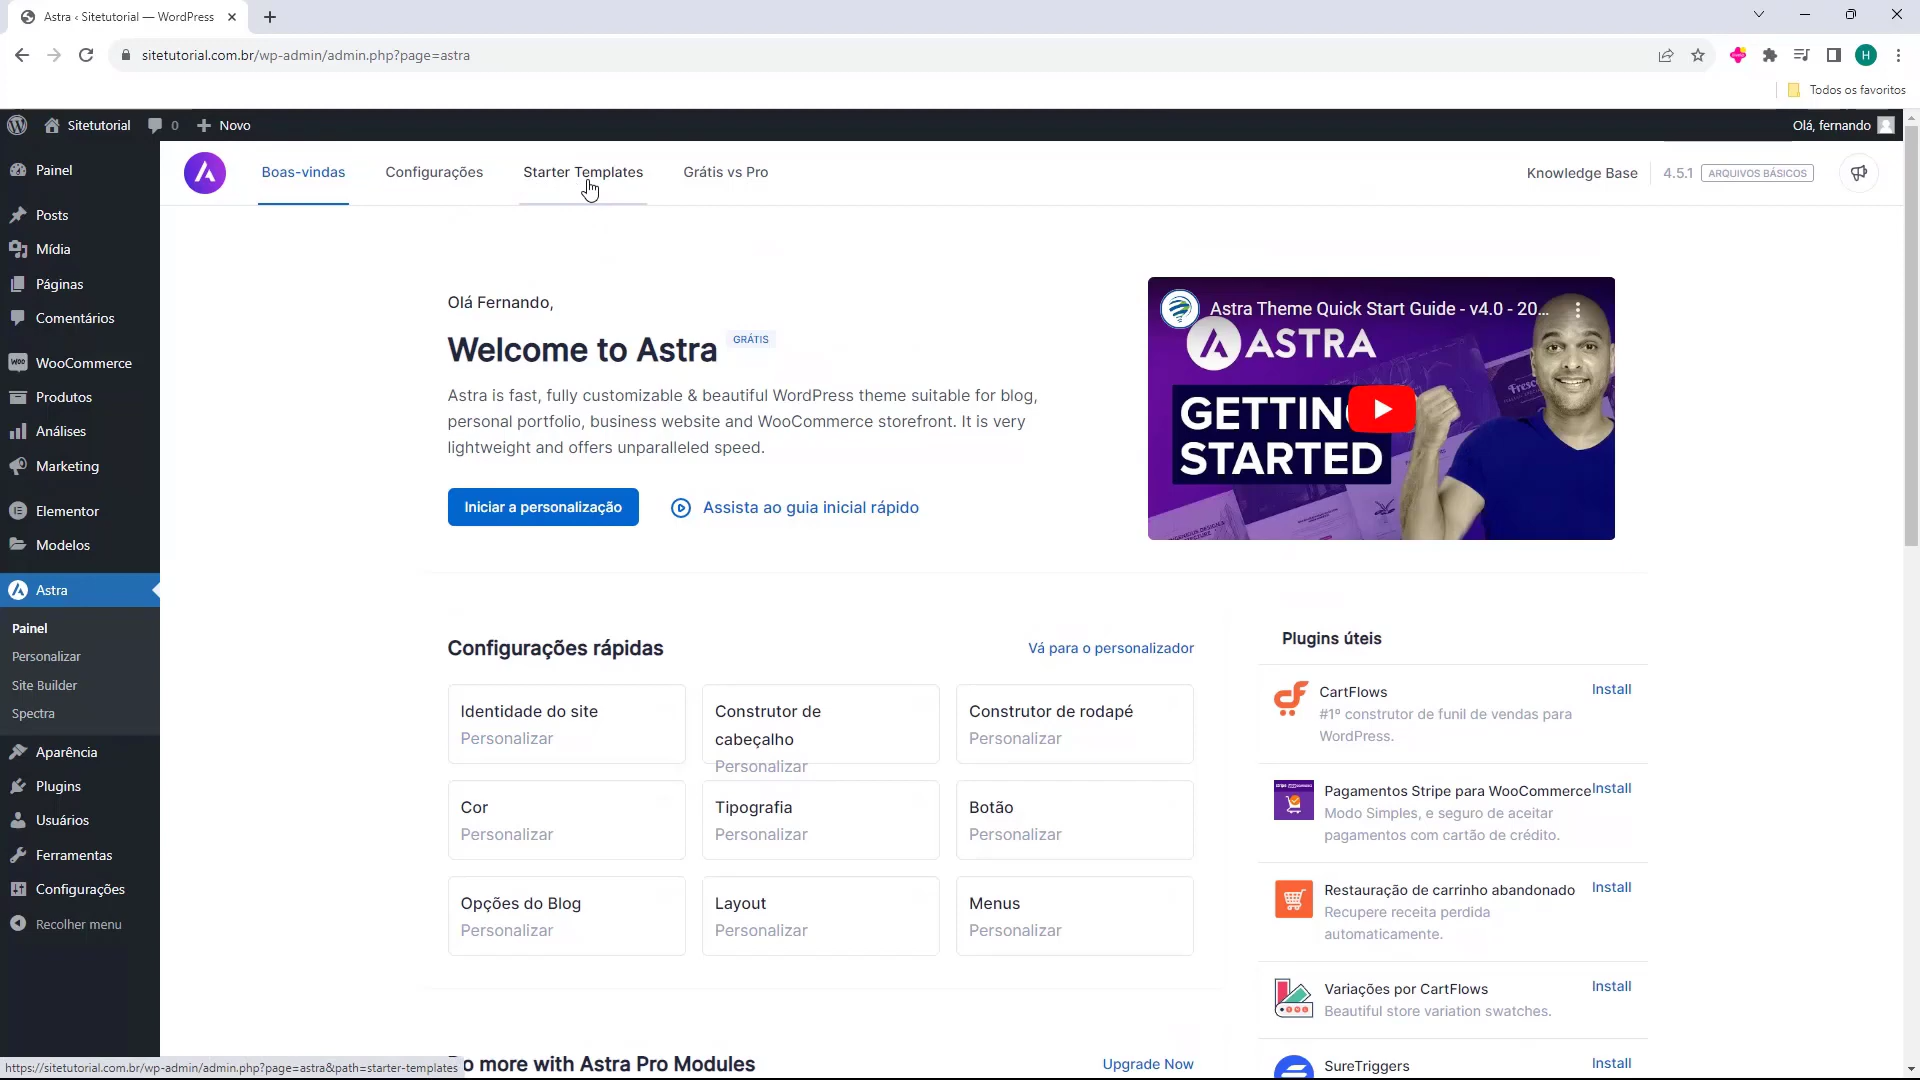 Astra ‹ Sitetutorial — WordPress
sitetutorial.com.br/wp-admin/admin.php?page=astra
H
Todos os favoritos
Sitetutorial
0
Novo
Olá, fernando
Painel
Posts
Mídia
Páginas
Comentários
WooCommerce
Produtos
Análises
Marketing
Elementor
Modelos
Astra
Painel
Personalizar
Site Builder
Spectra
Aparência
Plugins
Usuários
Ferramentas
Configurações
Recolher menu
Boas-vindas
Configurações
Starter Templates
Grátis vs Pro
Knowledge Base
4.5.1
ARQUIVOS BÁSICOS
Olá Fernando,
Welcome to Astra
GRÁTIS
Astra is fast, fully customizable & beautiful WordPress theme suitable for blog,
personal portfolio, business website and WooCommerce storefront. It is very
lightweight and offers unparalleled speed.
Iniciar a personalização
Assista ao guia inicial rápido
Astra Theme Quick Start Guide - v4.0 - 20...
ASTRA
GETTING
STARTED
Configurações rápidas
Vá para o personalizador
Identidade do site
Personalizar
Construtor de
cabeçalho
Personalizar
Construtor de rodapé
Personalizar
Cor
Personalizar
Tipografia
Personalizar
Botão
Personalizar
Opções do Blog
Personalizar
Layout
Personalizar
Menus
Personalizar
Do more with Astra Pro Modules
Upgrade Now
Plugins úteis
CartFlows
Install
#1º construtor de funil de vendas para
WordPress.
Pagamentos Stripe para WooCommerce
Install
Modo Simples, e seguro de aceitar
pagamentos com cartão de crédito.
Restauração de carrinho abandonado
Install
Recupere receita perdida
automaticamente.
Variações por CartFlows
Install
Beautiful store variation swatches.
SureTriggers
Install
https://sitetutorial.com.br/wp-admin/admin.php?page=astra&path=starter-templates